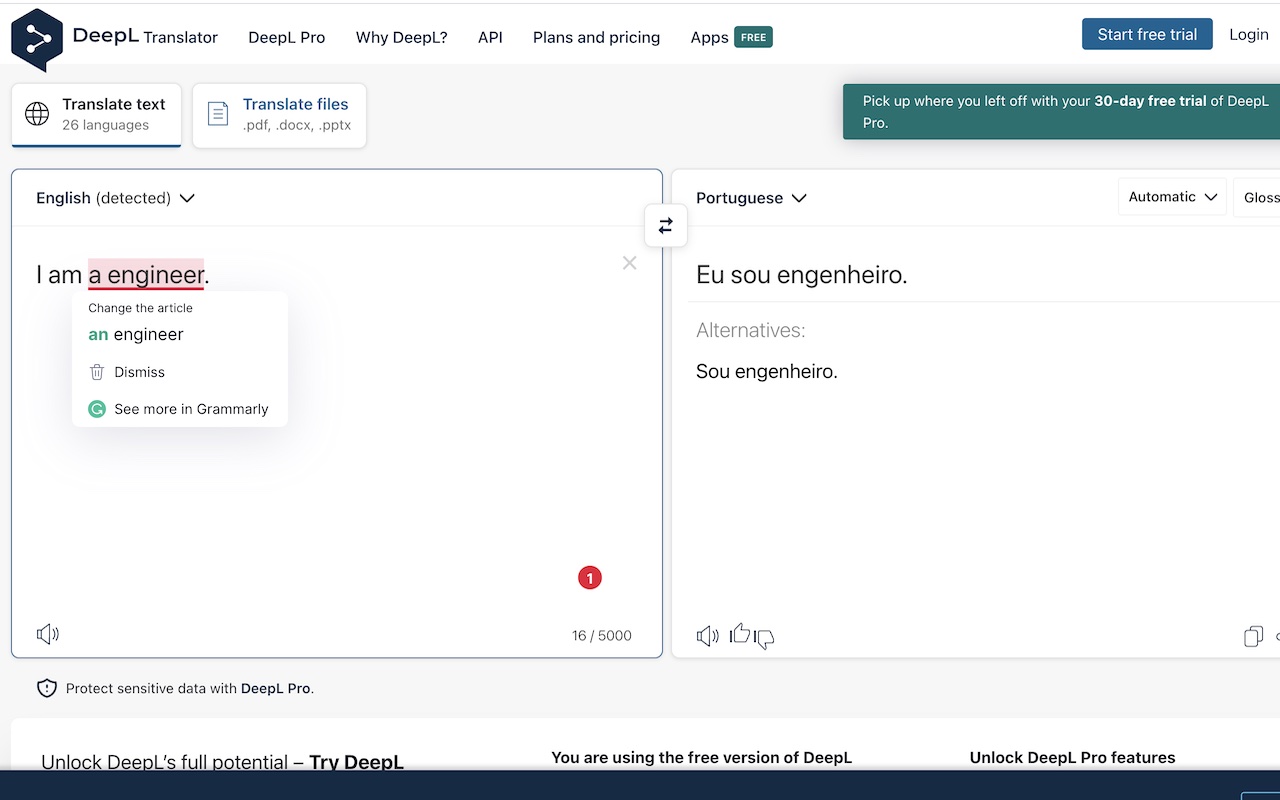 DeepL Translator DeepL Pro Why DeepL? API Plans and pricing Apps FREE Start free trial Login
Translate text
26 languages
Translate files
.pdf, .docx, .pptx
Pick up where you left off with your 30-day free trial of DeepL
Pro.
English (detected)
Portuguese
Automatic
Gloss
I am a engineer.
Change the article
an engineer
Dismiss
See more in Grammarly
1
16 / 5000
Eu sou engenheiro.
Alternatives:
Sou engenheiro.
Protect sensitive data with DeepL Pro.
Unlock DeepL's full potential – Try DeepL
You are using the free version of DeepL
Unlock DeepL Pro features